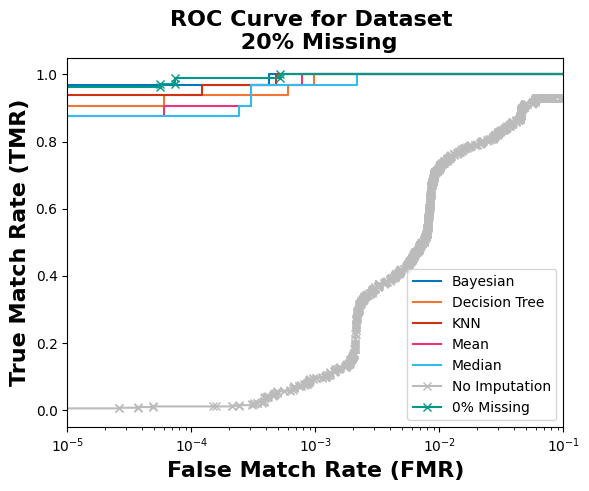 ROC Curve for Dataset
20% Missing
True Match Rate (TMR)
1.0
0.8
0.6
0.4
0.2
0.0
Bayesian
Decision Tree
KNN
Mean
Median
No Imputation
0% Missing
10⁻⁵
10⁻⁴
10⁻³
10⁻²
10⁻¹
False Match Rate (FMR)